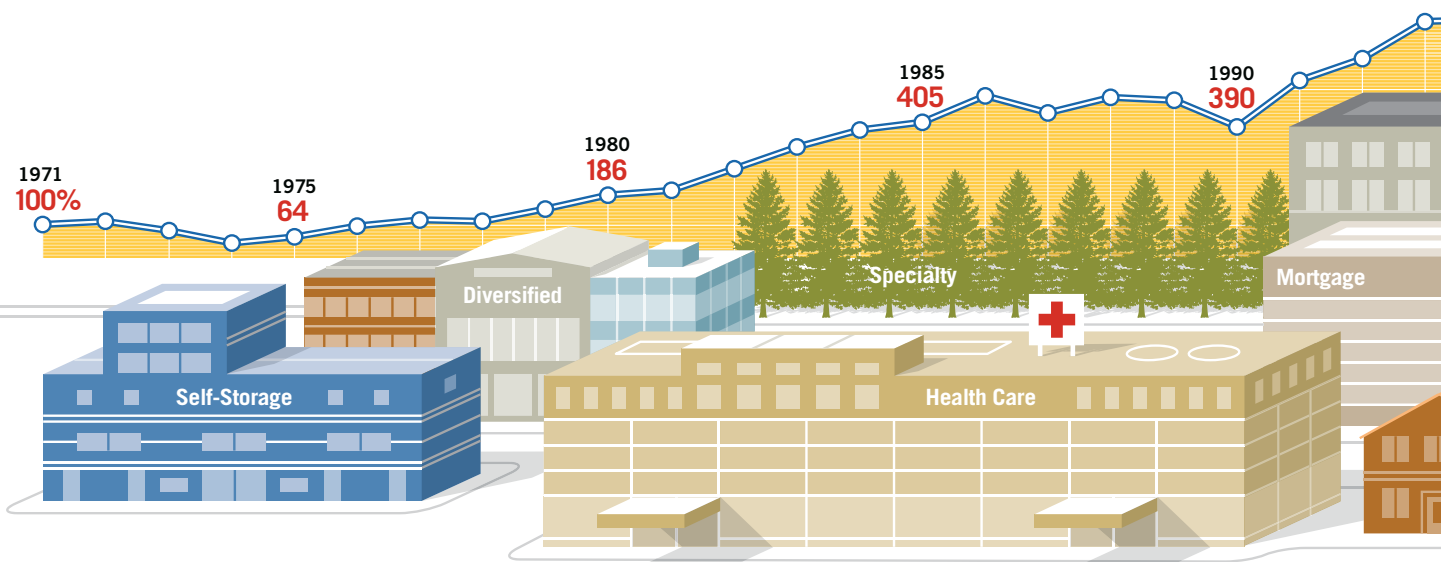 1971
100%
1975
64
1980
186
1985
405
1990
390
Specialty
Mortgage
Diversified
Self-Storage
Health Care